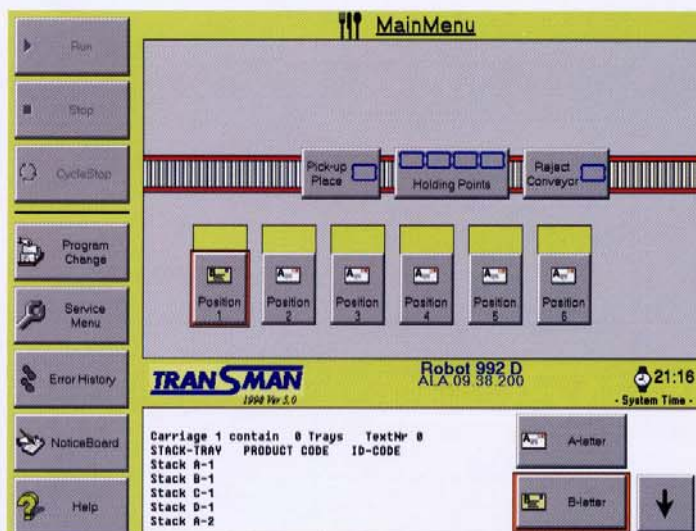 MainMenu
Run
Stop
CycleStop
Program
Change
Service
Menu
Error History
NoticeBoard
Help
Pick-up
Place
Holding Points
Reject
Conveyor
Position
1
Position
2
Position
3
Position
4
Position
5
Position
6
TRANSMAN
1998 Ver 5.0
Robot 992 D
ALA.09.38.200
21:16
- System Time -
Carriage 1 contain 0 Trays TextNr 0
STACK-TRAY PRODUCT CODE ID-CODE
Stack A-1
Stack B-1
Stack C-1
Stack D-1
Stack A-2
A-letter
B-letter